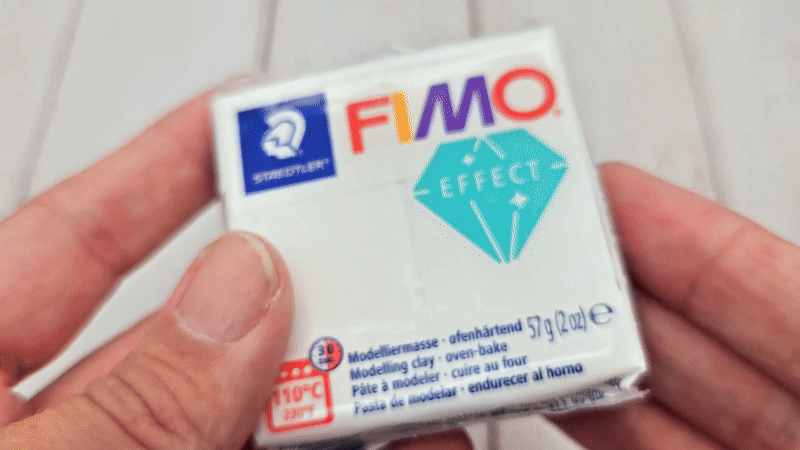 STAEDTLER
FIMO
EFFECT
57 g (2 oz) ℮
30
Modelliermasse · ofenhärtend
Modelling clay · oven-bake
Pâte à modeler · cuire au four
Pasta de modelar · endurecer al horno
110°C
230°F